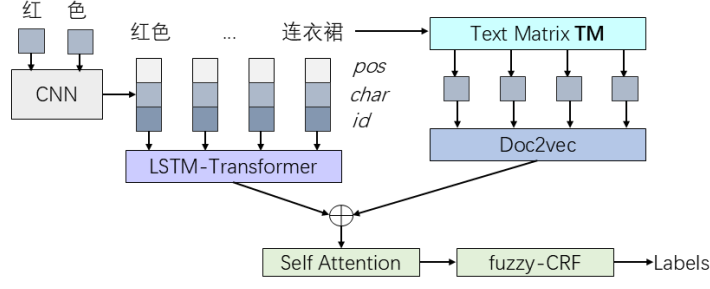 红 色
红色 ... 连衣裙
Text Matrix TM
pos
char
id
CNN
LSTM-Transformer
Doc2vec
Self Attention
fuzzy-CRF
Labels